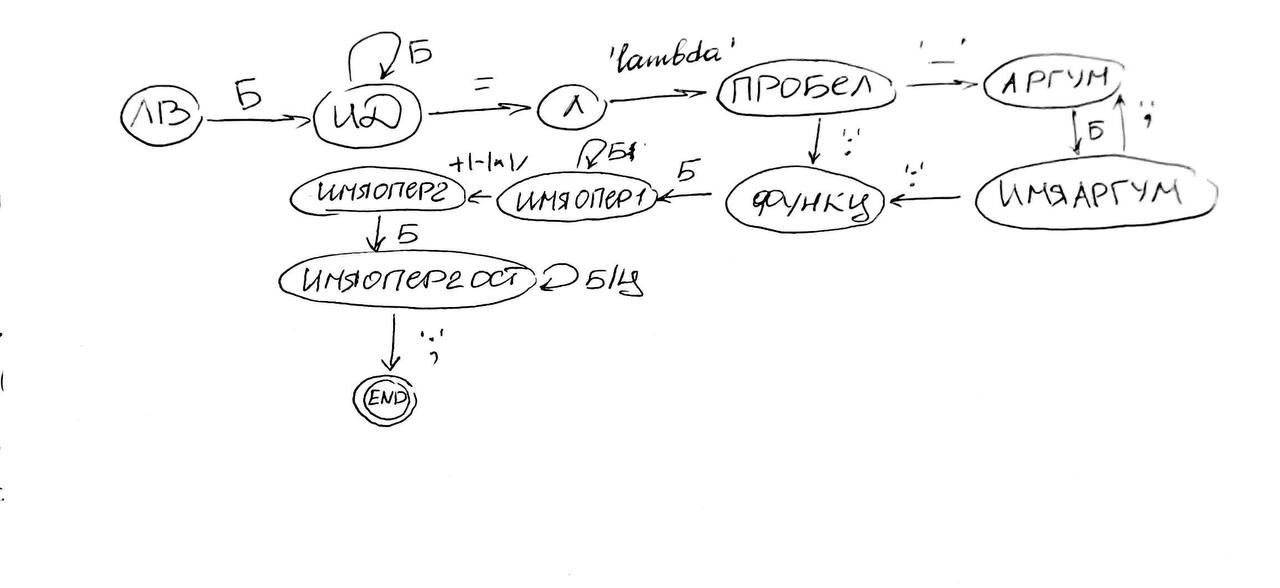 Б
Б = 'lambda' '_'
ЛВ ИД Л ПРОБЕЛ АРГУМ
Б ':' Б ';'
ИМЯОПЕР2 +|-|*|/ ИМЯОПЕР1 Б ФУНКЦ ':' ИМЯАРГУМ
Б
ИМЯОПЕР2ОСТ Б/Ц
';'
END